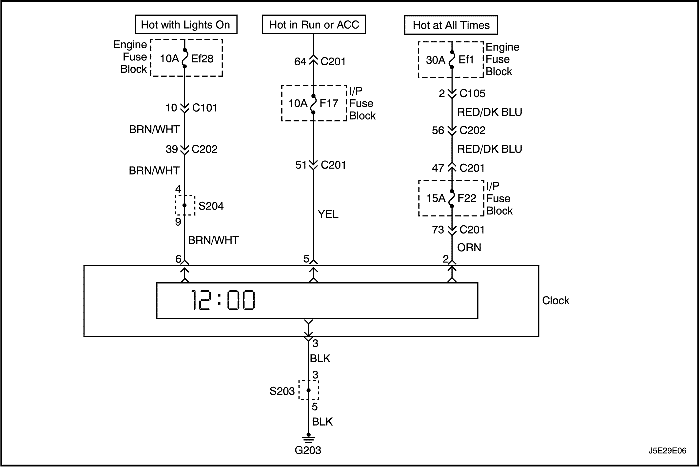 Hot with Lights On
Hot in Run or ACC
Hot at All Times
Engine
Fuse
Block
10A Ef28
64 C201
30A Ef1
Engine
Fuse
Block
10A F17
I/P
Fuse
Block
10 C101
2 C105
BRN/WHT
RED/DK BLU
56 C202
39 C202
RED/DK BLU
BRN/WHT
51 C201
47 C201
4
S204
9
15A F22
I/P
Fuse
Block
YEL
73 C201
BRN/WHT
ORN
6
5
2
12:00
Clock
3
BLK
3
S203
5
BLK
G203
J5E29E06